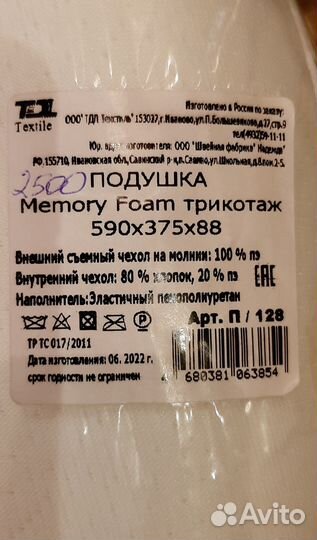 TDL
Textile
Изготовлено в России по заказу:
ООО "ТДЛ Текстиль" 153027,г.Иваново,ул.П.Большевикова,д.27,стр.9
тел(4932)59-11-11
Юр. адрес изготовителя: ООО "Швейная фабрика" Надежда"
РФ,155710, Ивановская обл.,Савинский р-н,с.Савино,ул.Школьная,д.8пом.2-5.
2500 ПОДУШКА
Memory Foam трикотаж
590х375х88
Внешний съемный чехол на молнии: 100 % пэ
Внутренний чехол: 80 % хлопок, 20 % пэ
Наполнитель:Эластичный пенополиуретан
EAC
P
Арт. П / 128
ТР ТС 017/2011
Дата изготовления: 06. 2022 г.
срок годности не ограничен
680381 063854
Avito